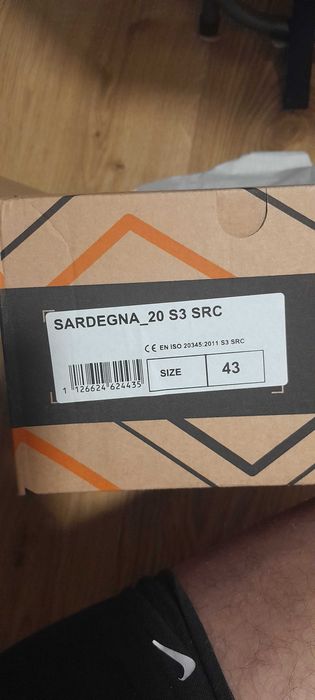 SARDEGNA_20 S3 SRC
CE EN ISO 20345:2011 S3 SRC
1 126624 624435
SIZE 43